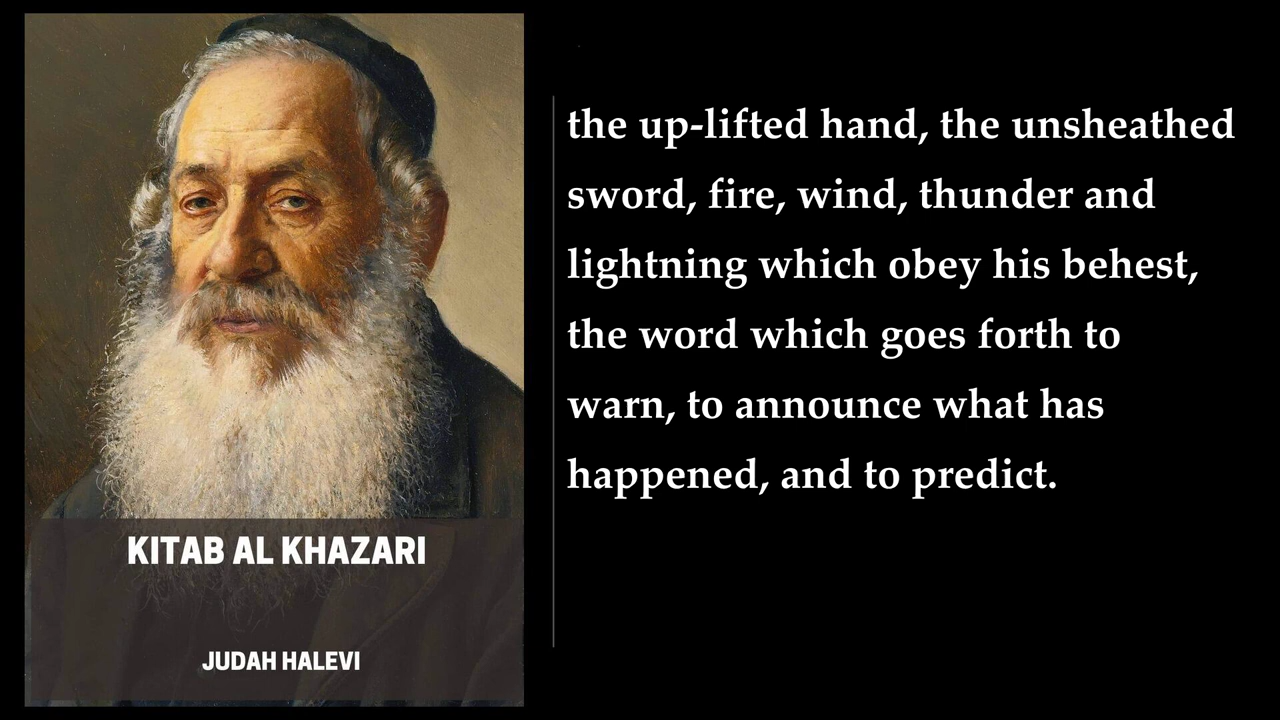 KITAB AL KHAZARI
JUDAH HALEVI
the up-lifted hand, the unsheathed
sword, fire, wind, thunder and
lightning which obey his behest,
the word which goes forth to
warn, to announce what has
happened, and to predict.